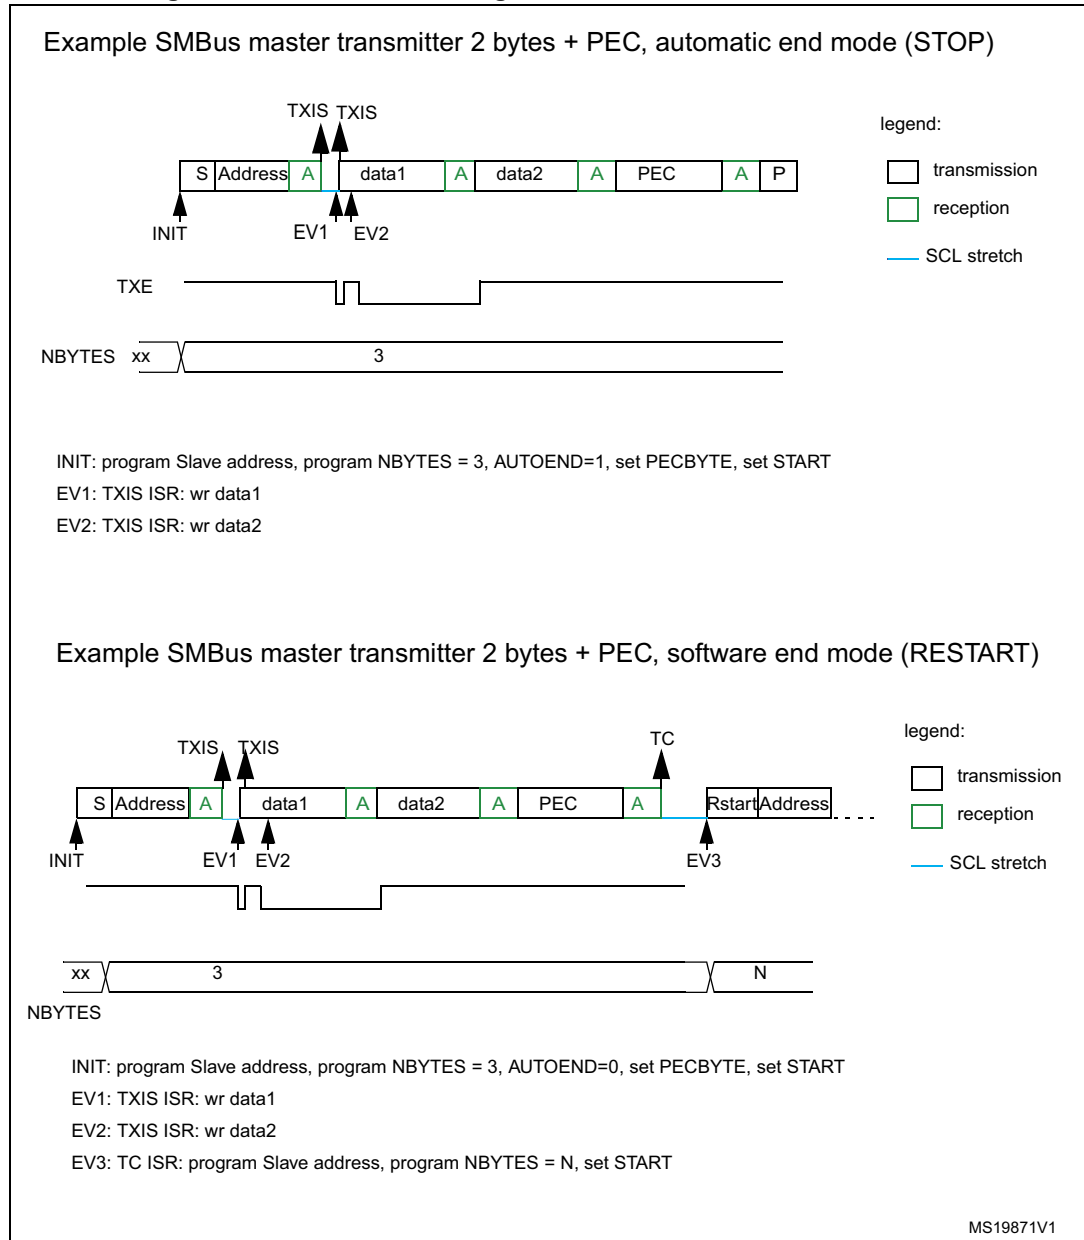 Example SMBus master transmitter 2 bytes + PEC, automatic end mode (STOP)
TXIS TXIS
legend:
S Address A data1 A data2 A PEC A P
transmission
reception
INIT EV1 EV2
SCL stretch
TXE
NBYTES xx 3
INIT: program Slave address, program NBYTES = 3, AUTOEND=1, set PECBYTE, set START
EV1: TXIS ISR: wr data1
EV2: TXIS ISR: wr data2
Example SMBus master transmitter 2 bytes + PEC, software end mode (RESTART)
TXIS TXIS TC
legend:
transmission
S Address A data1 A data2 A PEC A Rstart Address
reception
INIT EV1 EV2 EV3
SCL stretch
xx 3 N
NBYTES
INIT: program Slave address, program NBYTES = 3, AUTOEND=0, set PECBYTE, set START
EV1: TXIS ISR: wr data1
EV2: TXIS ISR: wr data2
EV3: TC ISR: program Slave address, program NBYTES = N, set START
MS19871V1